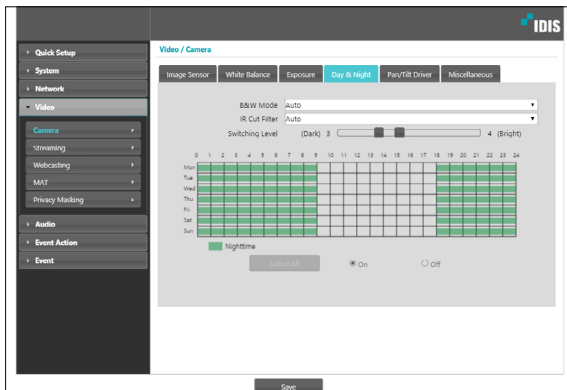 IDIS
Quick Setup
System
Network
Video
Camera
Streaming
Webcasting
MAT
Privacy Masking
Audio
Event Action
Event
Video / Camera
Image Sensor White Balance Exposure Day & Night Pan/Tilt Driver Miscellaneous
B&W Mode Auto
IR Cut Filter Auto
Switching Level (Dark) 3 4 (Bright)
0 1 2 3 4 5 6 7 8 9 10 11 12 13 14 15 16 17 18 19 20 21 22 23 24
Mon
Tue
Wed
Thu
Fri
Sat
Sun
Nighttime
Select All On Off
Save